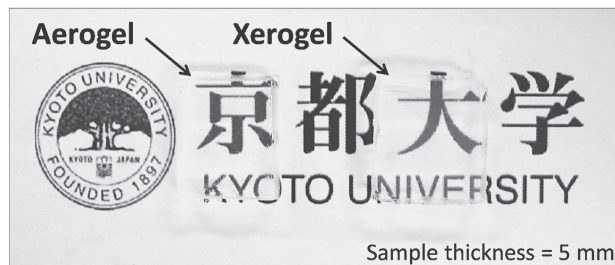 Aerogel
Xerogel
KYOTO UNIVERSITY
KYOTO JAPAN
FOUNDED 1897
京都大学
KYOTO UNIVERSITY
Sample thickness = 5 mm